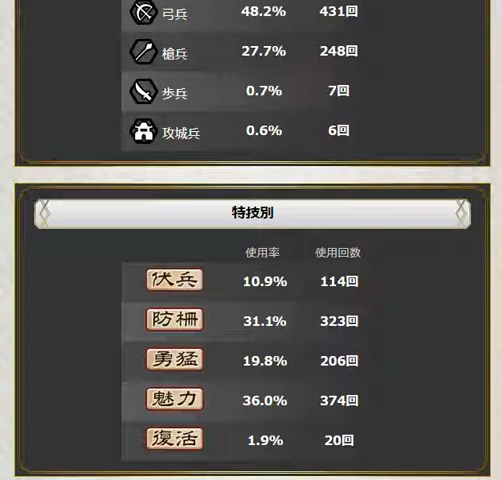 弓兵 48.2% 431回
槍兵 27.7% 248回
歩兵 0.7% 7回
攻城兵 0.6% 6回
特技別
使用率 使用回数
伏兵 10.9% 114回
防柵 31.1% 323回
勇猛 19.8% 206回
魅力 36.0% 374回
復活 1.9% 20回